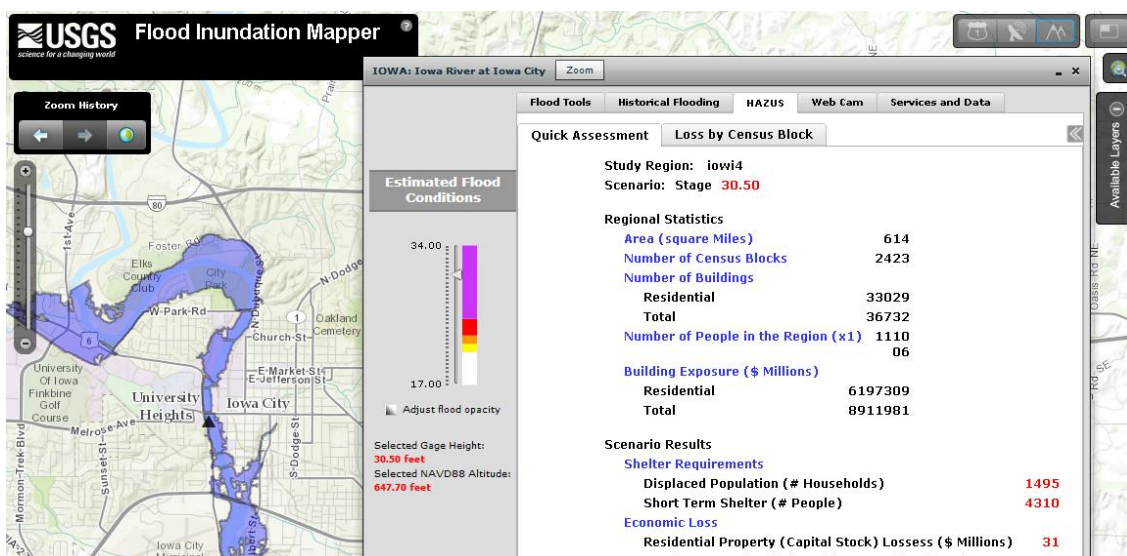 USGS
science for a changing world
Flood Inundation Mapper
?
1
IOWA: Iowa River at Iowa City
Zoom
Zoom History
Flood Tools
Historical Flooding
HAZUS
Web Cam
Services and Data
Quick Assessment
Loss by Census Block
Available Layers
Estimated Flood
Conditions
34.00
17.00
Adjust flood opacity
Selected Gage Height:
30.50 feet
Selected NAVD88 Altitude:
647.70 feet
Study Region: iowi4
Scenario: Stage 30.50
Regional Statistics
Area (square Miles) 614
Number of Census Blocks 2423
Number of Buildings
Residential 33029
Total 36732
Number of People in the Region (x1) 1110
06
Building Exposure ($ Millions)
Residential 6197309
Total 8911981
Scenario Results
Shelter Requirements
Displaced Population (# Households) 1495
Short Term Shelter (# People) 4310
Economic Loss
Residential Property (Capital Stock) Lossess ($ Millions) 31
80
1st-Ave
Foster Rd
Elks
Country
Club
City
Park
N-Dubuque-St
N-Dodge
W-Park-Rd
1
Oakland
Cemetery
Church-St
6
E-Market-St
E-Jefferson-St
University
Of Iowa
Finkbine
Golf
Course
University
Heights
Iowa City
Melrose-Ave
Mormon-Trek-Blvd
Sunset-St
S-Dodge-St
Iowa City
Municipal
Oasis-Rd-NE